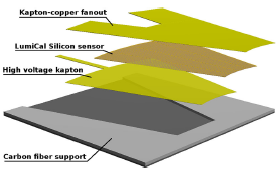 Kapton-copper fanout
LumiCal Silicon sensor
High voltage kapton
Carbon fiber support